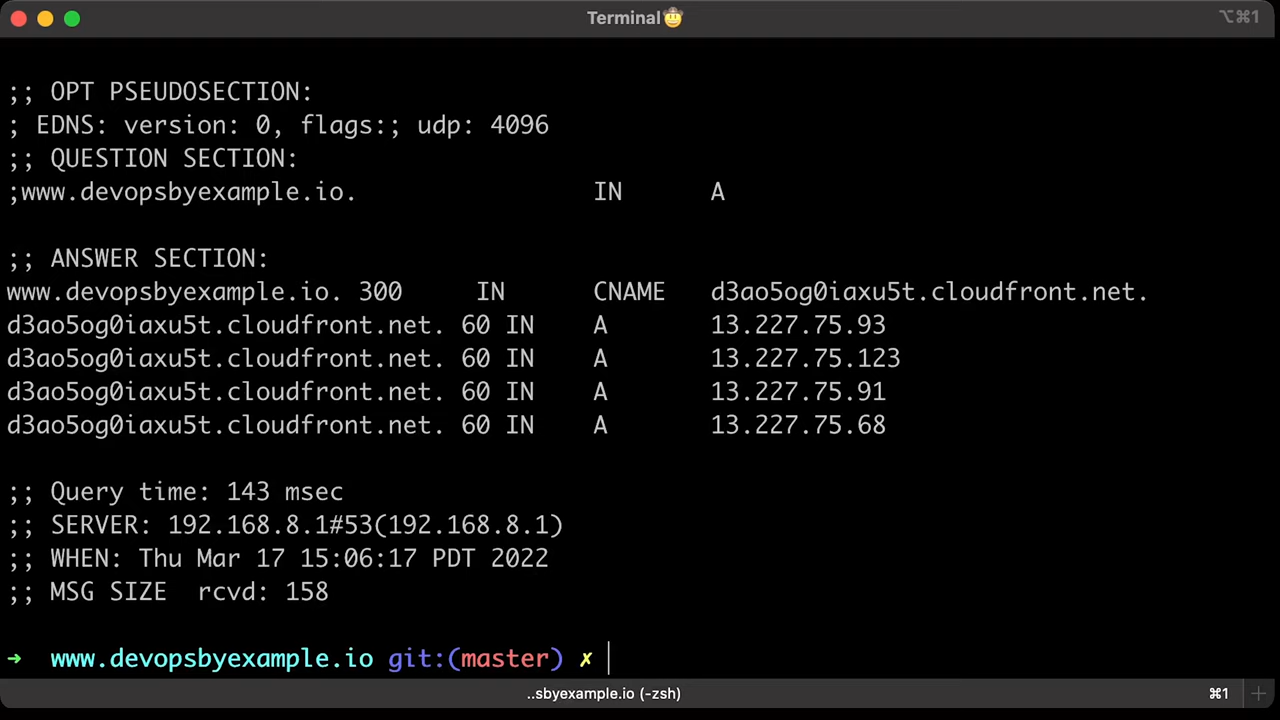 Terminal🤠
⌥⌘1
;; OPT PSEUDOSECTION:
; EDNS: version: 0, flags:; udp: 4096
;; QUESTION SECTION:
;www.devopsbyexample.io. IN A
;; ANSWER SECTION:
www.devopsbyexample.io. 300 IN CNAME d3ao5og0iaxu5t.cloudfront.net.
d3ao5og0iaxu5t.cloudfront.net. 60 IN A 13.227.75.93
d3ao5og0iaxu5t.cloudfront.net. 60 IN A 13.227.75.123
d3ao5og0iaxu5t.cloudfront.net. 60 IN A 13.227.75.91
d3ao5og0iaxu5t.cloudfront.net. 60 IN A 13.227.75.68
;; Query time: 143 msec
;; SERVER: 192.168.8.1#53(192.168.8.1)
;; WHEN: Thu Mar 17 15:06:17 PDT 2022
;; MSG SIZE rcvd: 158
→ www.devopsbyexample.io git:(master) ✗
..sbyexample.io (-zsh)
⌘1
+